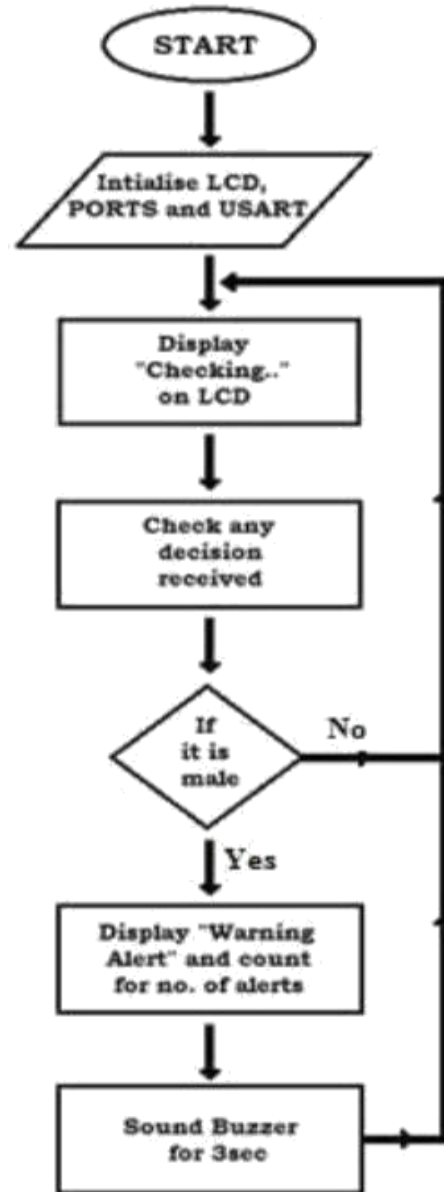 START
Intialise LCD,
PORTS and USART
Display
"Checking.."
on LCD
Check any
decision
received
If
it is
male
No
Yes
Display "Warning
Alert" and count
for no. of alerts
Sound Buzzer
for 3sec